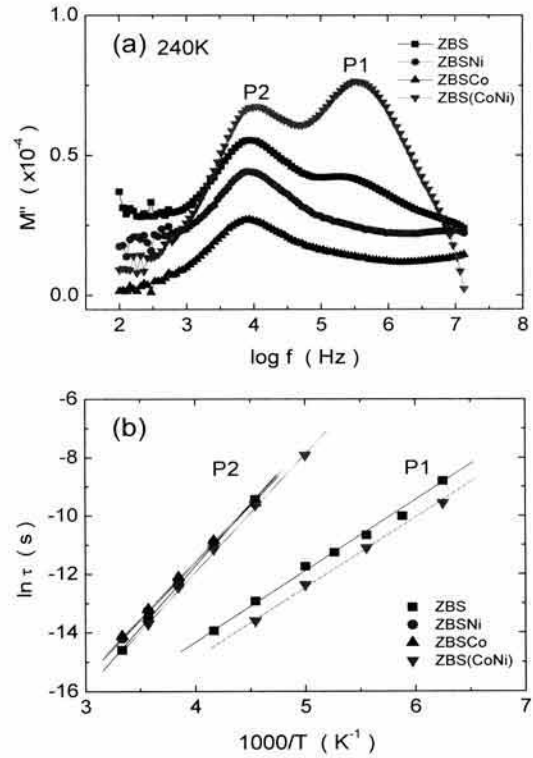 (a) 240K
P2
P1
ZBS
ZBSNi
ZBSCo
ZBS(CoNi)
M'' (x10⁻⁴)
1.0
0.5
0.0
2 3 4 5 6 7 8
log f (Hz)
(b)
P2
P1
ZBS
ZBSNi
ZBSCo
ZBS(CoNi)
ln τ (s)
-6
-8
-10
-12
-14
-16
3 4 5 6 7
1000/T (K⁻¹)